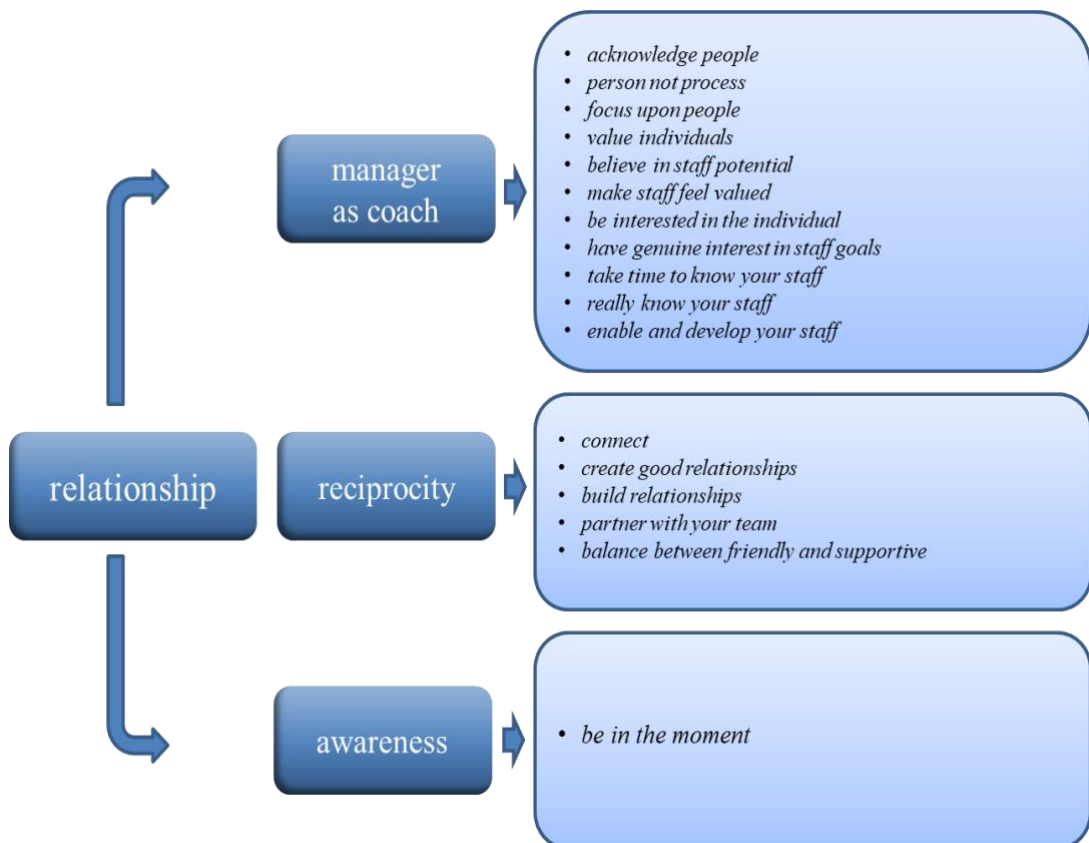 relationship
manager
as coach
• acknowledge people
• person not process
• focus upon people
• value individuals
• believe in staff potential
• make staff feel valued
• be interested in the individual
• have genuine interest in staff goals
• take time to know your staff
• really know your staff
• enable and develop your staff
reciprocity
• connect
• create good relationships
• build relationships
• partner with your team
• balance between friendly and supportive
awareness
• be in the moment